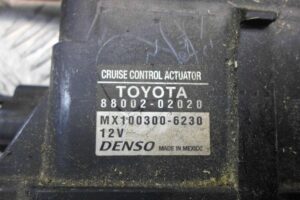 CRUISE CONTROL ACTUATOR
TOYOTA
88002-02020
MX100300-6230
12V
DENSO MADE IN MEXICO